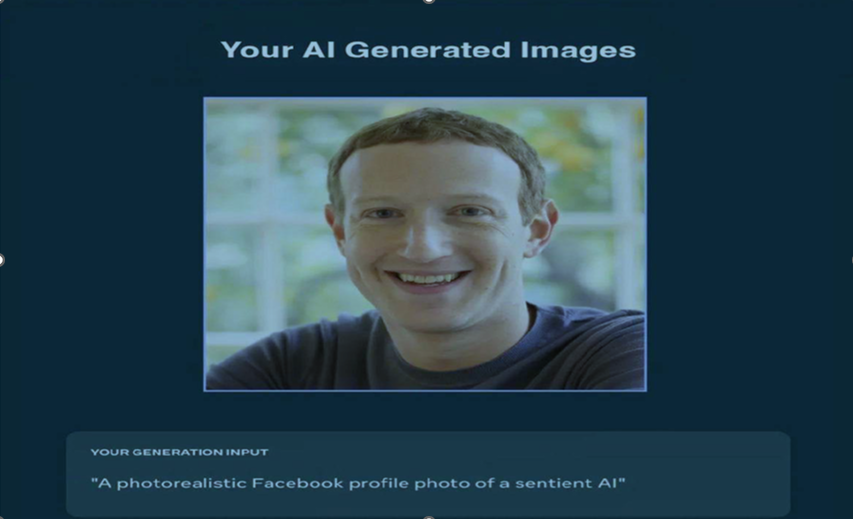 Your AI Generated Images
YOUR GENERATION INPUT
"A photorealistic Facebook profile photo of a sentient AI"